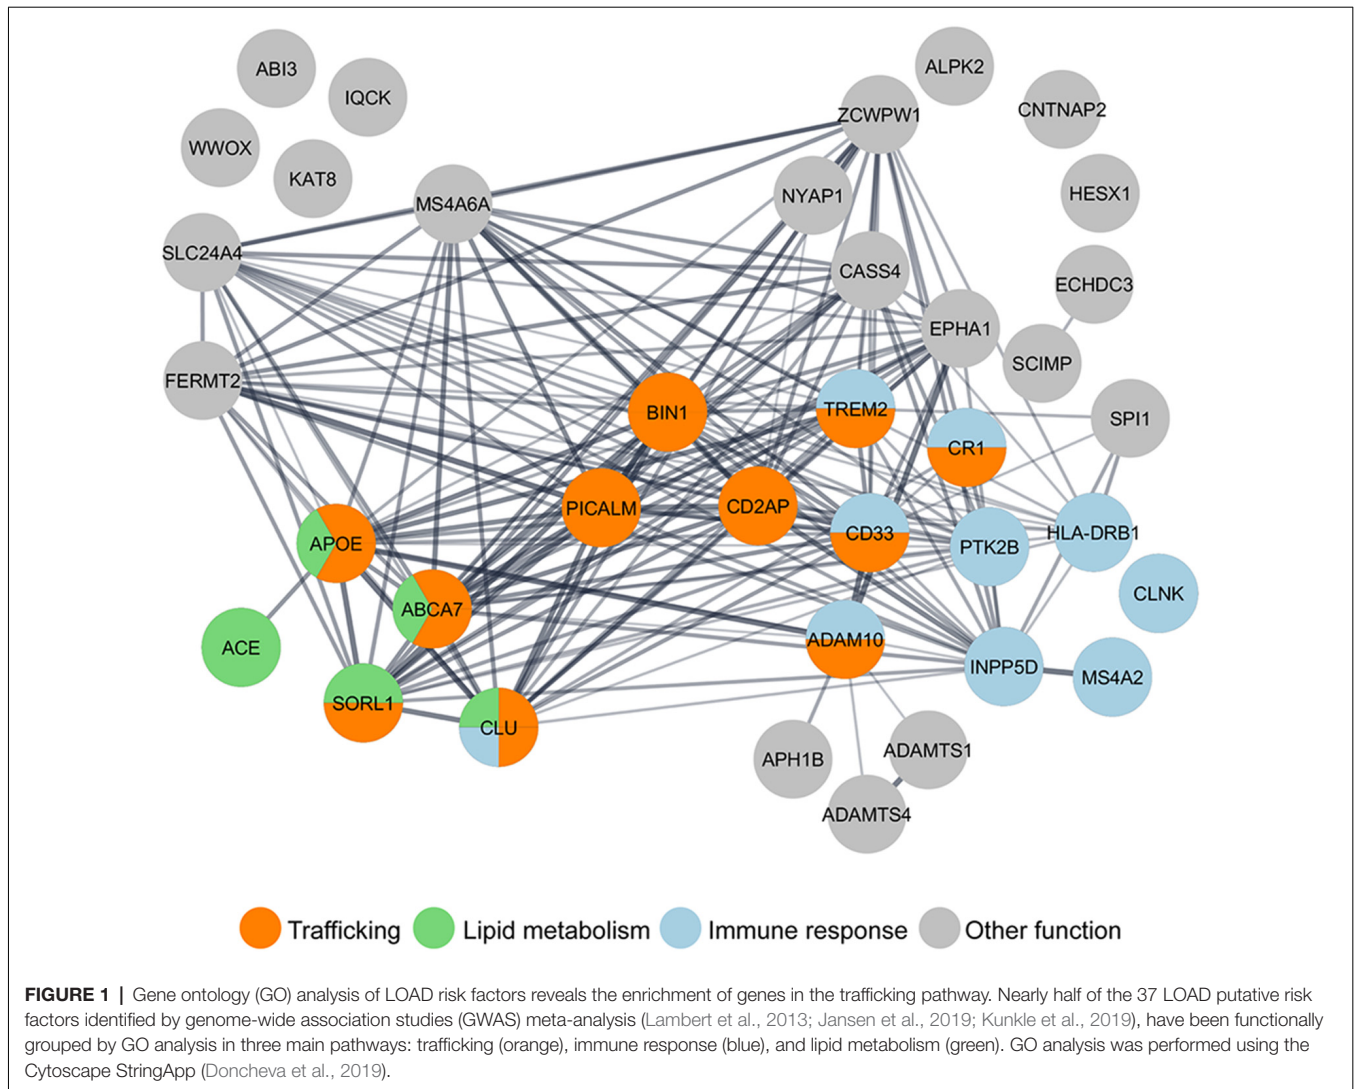 ABI3
IQCK
ALPK2
CNTNAP2
ZCWPW1
WWOX
KAT8
MS4A6A
NYAP1
HESX1
SLC24A4
CASS4
ECHDC3
EPHA1
SCIMP
FERMT2
BIN1
TREM2
SPI1
CR1
PICALM
CD2AP
CD33
PTK2B
HLA-DRB1
APOE
CLNK
ABCA7
ADAM10
ACE
INPP5D
MS4A2
SORL1
CLU
APH1B
ADAMTS1
ADAMTS4
Trafficking Lipid metabolism Immune response Other function
FIGURE 1 | Gene ontology (GO) analysis of LOAD risk factors reveals the enrichment of genes in the trafficking pathway. Nearly half of the 37 LOAD putative risk
factors identified by genome-wide association studies (GWAS) meta-analysis (Lambert et al., 2013; Jansen et al., 2019; Kunkle et al., 2019), have been functionally
grouped by GO analysis in three main pathways: trafficking (orange), immune response (blue), and lipid metabolism (green). GO analysis was performed using the
Cytoscape StringApp (Doncheva et al., 2019).